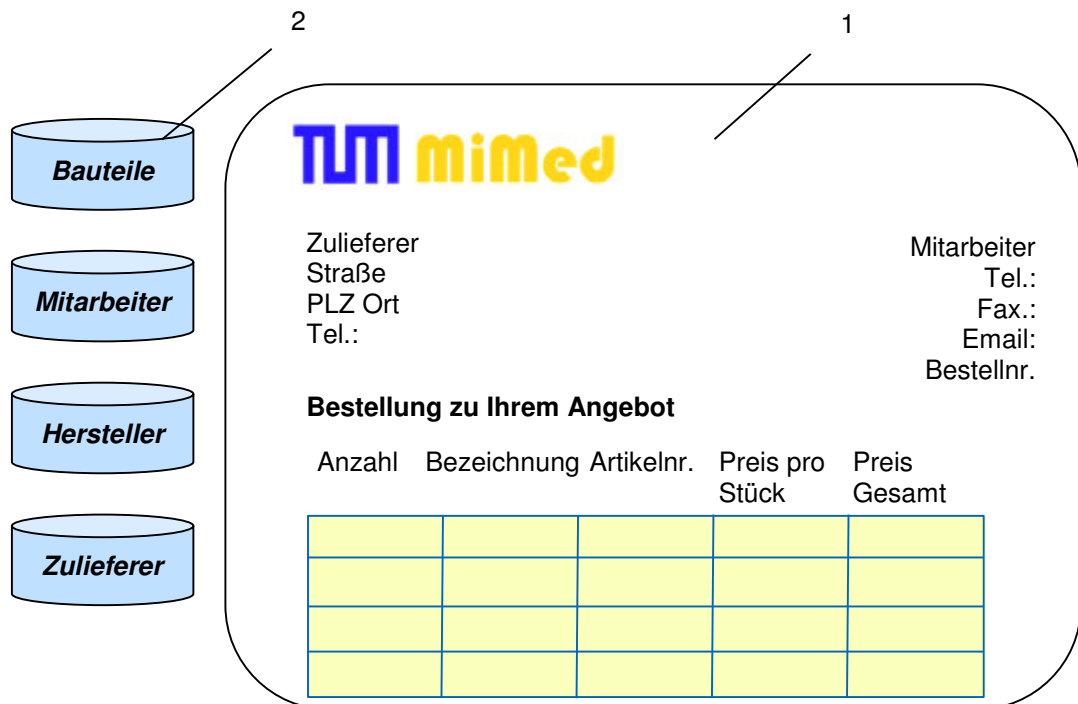 2
1
Bauteile
Mitarbeiter
Hersteller
Zulieferer
TUM MiMed
Zulieferer
Straße
PLZ Ort
Tel.:
Mitarbeiter
Tel.:
Fax.:
Email:
Bestellnr.
Bestellung zu Ihrem Angebot
Anzahl Bezeichnung Artikelnr. Preis pro Stück Preis Gesamt